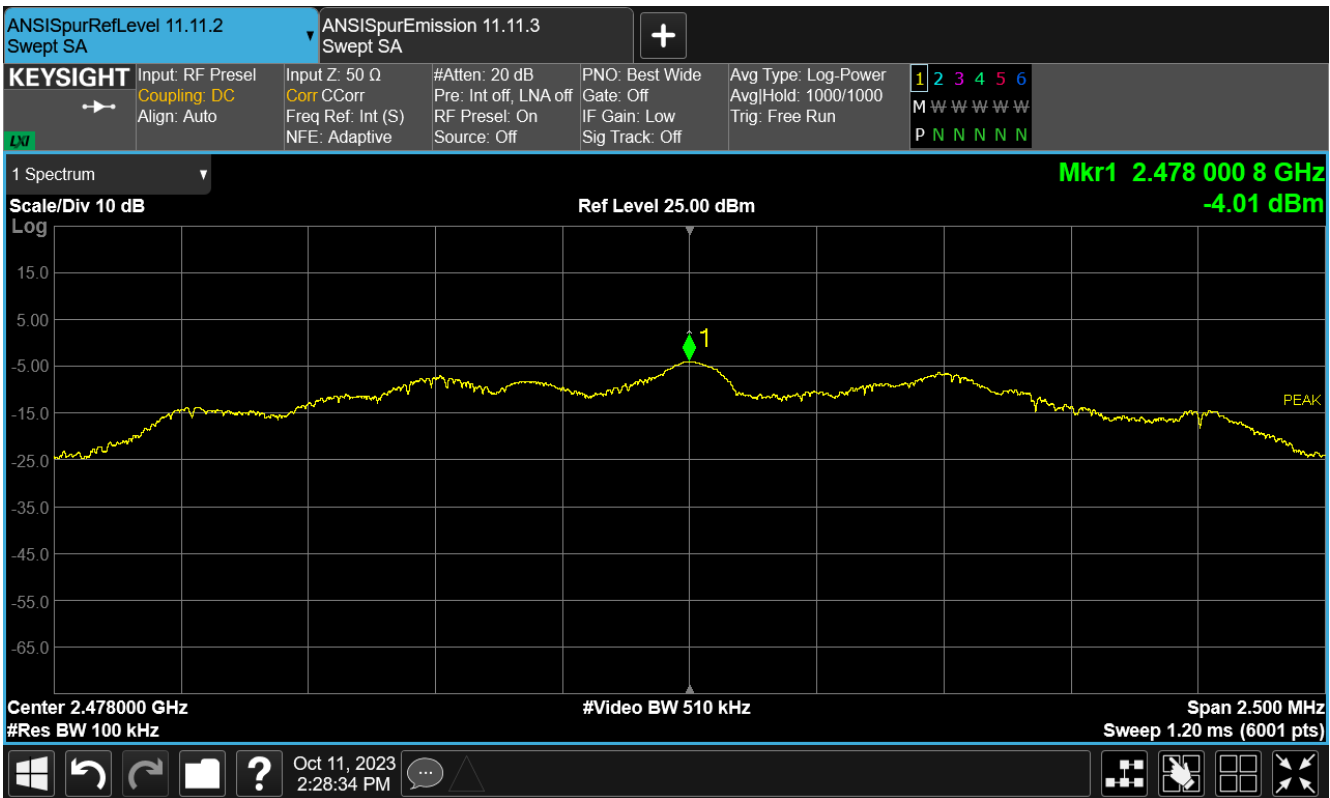 ANSISpurRefLevel 11.11.2
Swept SA
ANSISpurEmission 11.11.3
Swept SA
KEYSIGHT
LXI
Input: RF Presel
Coupling: DC
Align: Auto
Input Z: 50 Ω
Corr CCorr
Freq Ref: Int (S)
NFE: Adaptive
#Atten: 20 dB
Pre: Int off, LNA off
RF Presel: On
Source: Off
PNO: Best Wide
Gate: Off
IF Gain: Low
Sig Track: Off
Avg Type: Log-Power
Avg|Hold: 1000/1000
Trig: Free Run
1 2 3 4 5 6
M W W W W W
P N N N N N
1 Spectrum
Mkr1 2.478 000 8 GHz
Scale/Div 10 dB
Ref Level 25.00 dBm
-4.01 dBm
Log
15.0
5.00
1
-5.00
PEAK
-15.0
-25.0
-35.0
-45.0
-55.0
-65.0
Center 2.478000 GHz
#Video BW 510 kHz
Span 2.500 MHz
#Res BW 100 kHz
Sweep 1.20 ms (6001 pts)
?
Oct 11, 2023
2:28:34 PM